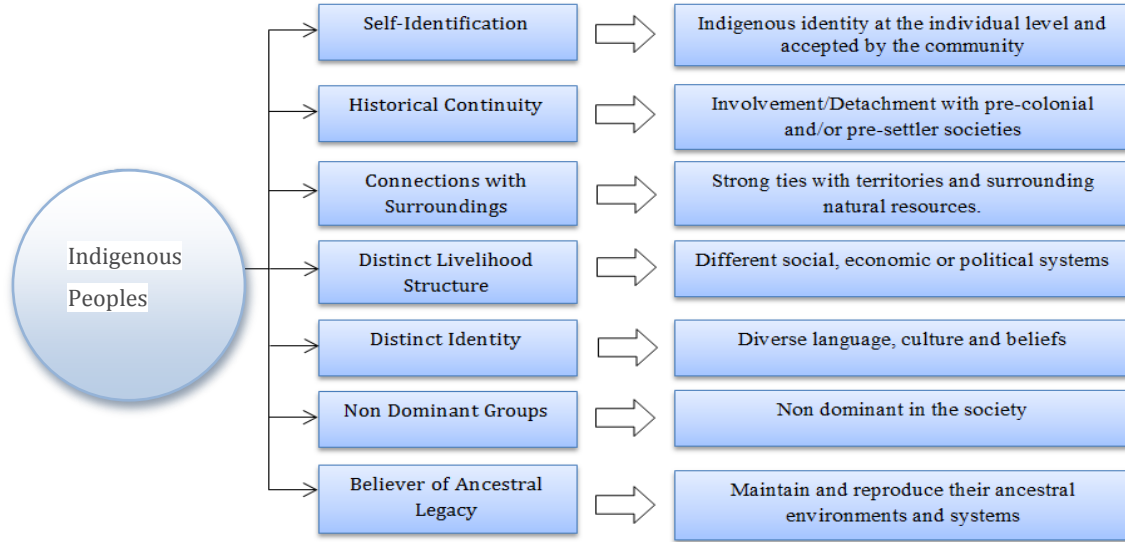 Self-Identification
Indigenous identity at the individual level and
accepted by the community
Historical Continuity
Involvement/Detachment with pre-colonial
and/or pre-settler societies
Connections with
Surroundings
Strong ties with territories and surrounding
natural resources.
Indigenous
Peoples
Distinct Livelihood
Structure
Different social, economic or political systems
Distinct Identity
Diverse language, culture and beliefs
Non Dominant Groups
Non dominant in the society
Believer of Ancestral
Legacy
Maintain and reproduce their ancestral
environments and systems